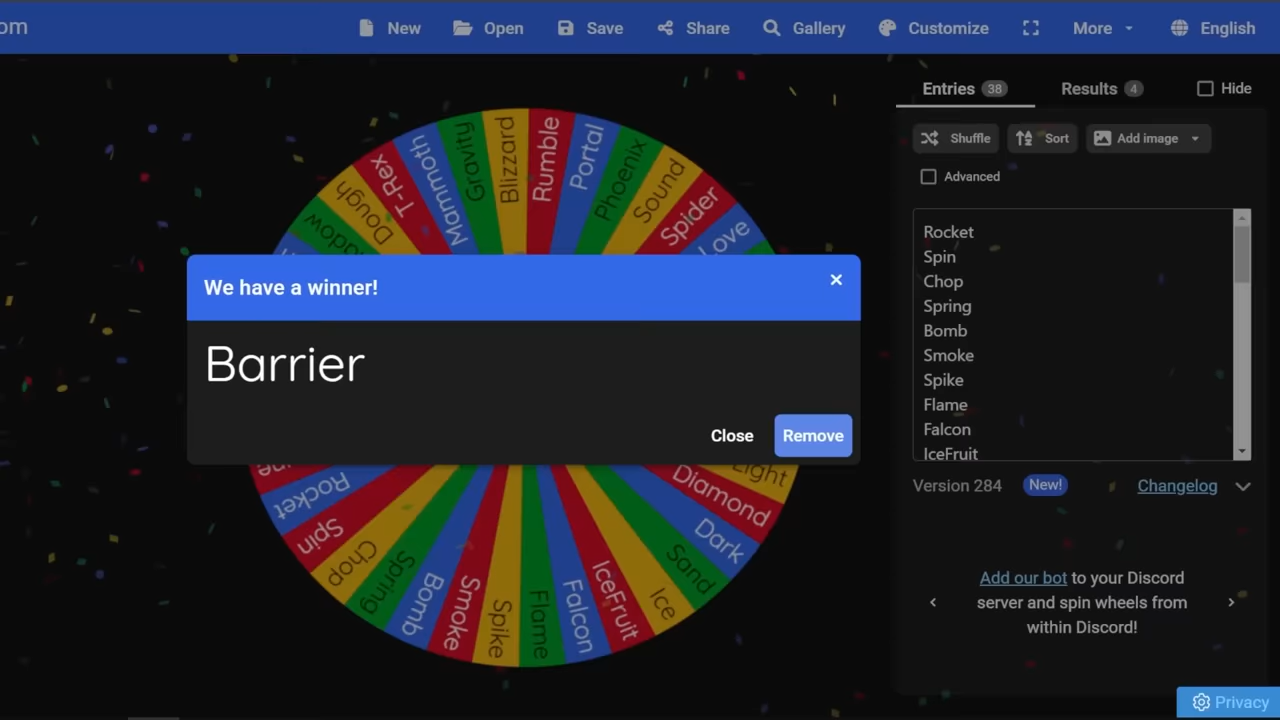 om
New
Open
Save
Share
Gallery
Customize
More
English
Entries 38
Results 4
Hide
Shuffle
Sort
Add image
Advanced
Rocket
Spin
Chop
Spring
Bomb
Smoke
Spike
Flame
Falcon
IceFruit
Version 284
New!
Changelog
Add our bot to your Discord
server and spin wheels from
within Discord!
Privacy
We have a winner!
×
Barrier
Close
Remove
Dough
T-Rex
Mammoth
Gravity
Blizzard
Rumble
Portal
Phoenix
Sound
Spider
Love
Light
Diamond
Dark
Sand
Ice
IceFruit
Falcon
Flame
Spike
Smoke
Bomb
Spring
Chop
Spin
Rocket